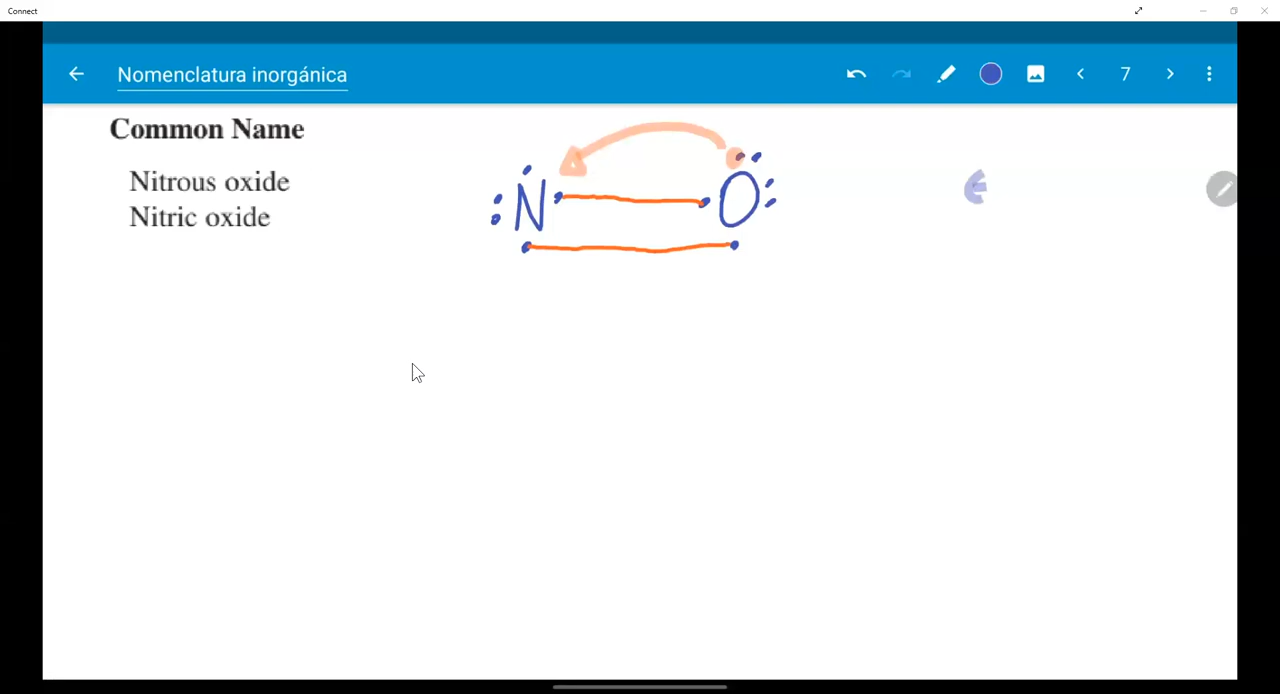 Connect
Nomenclatura inorgánica
7
Common Name
Nitrous oxide
Nitric oxide
N O